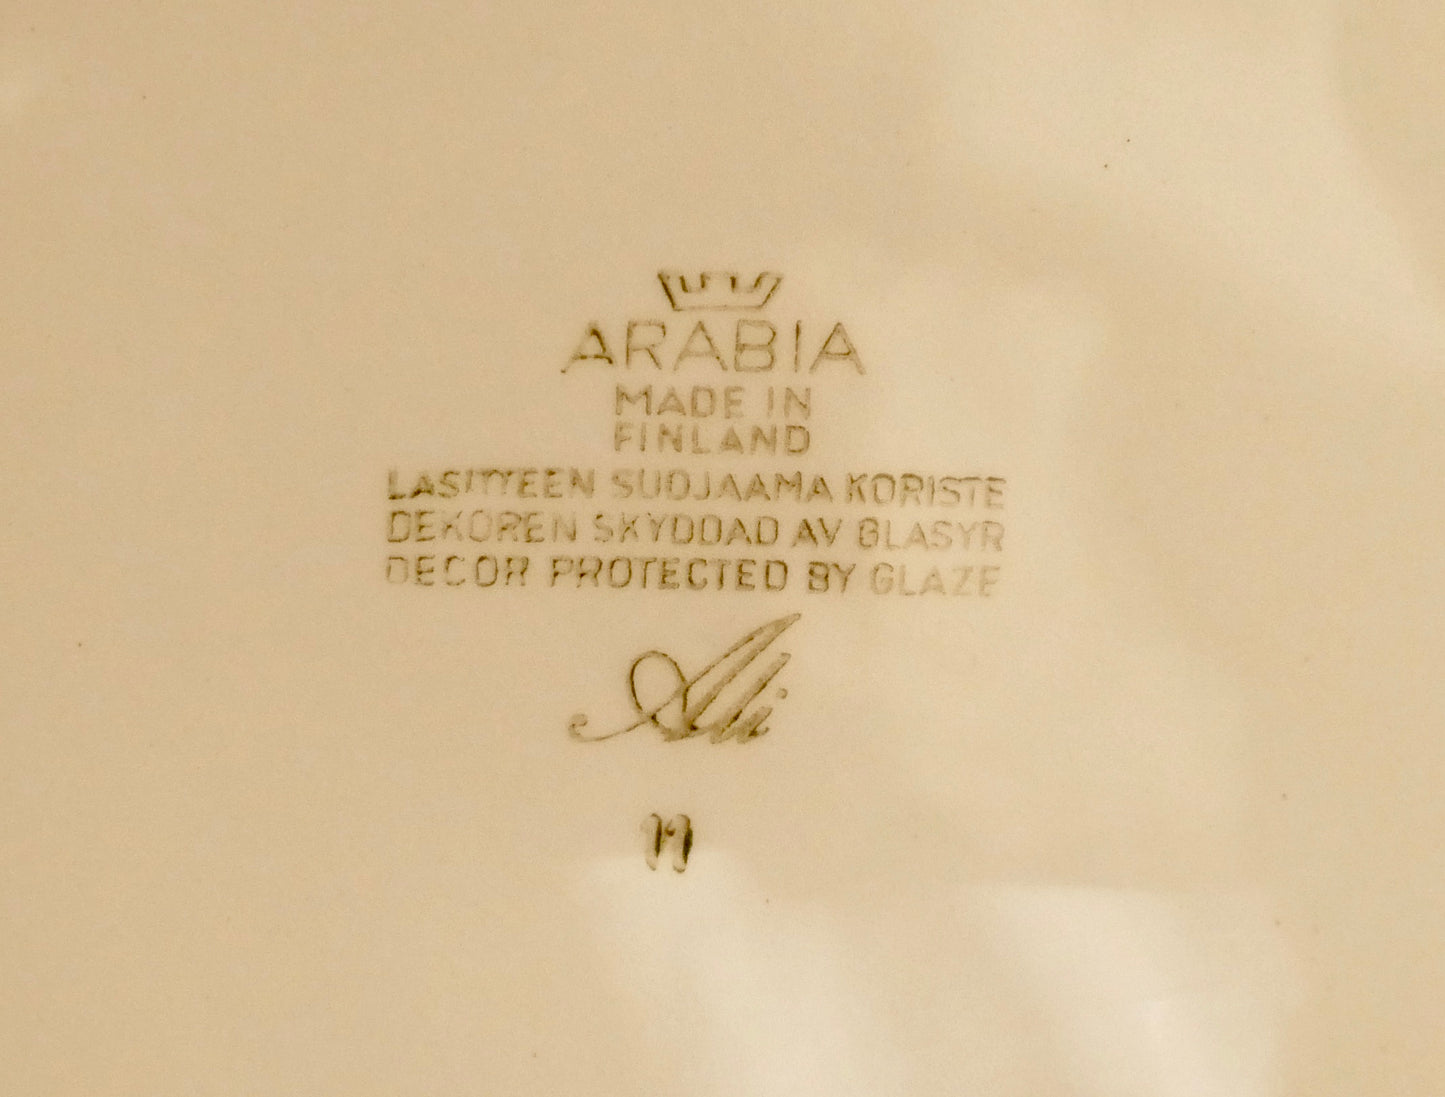 ARABIA
MADE IN
FINLAND
LASITTEEN SUOJAAMA KORISTE
DEKOREN SKYDDAD AV GLASYR
DECOR PROTECTED BY GLAZE
Ali